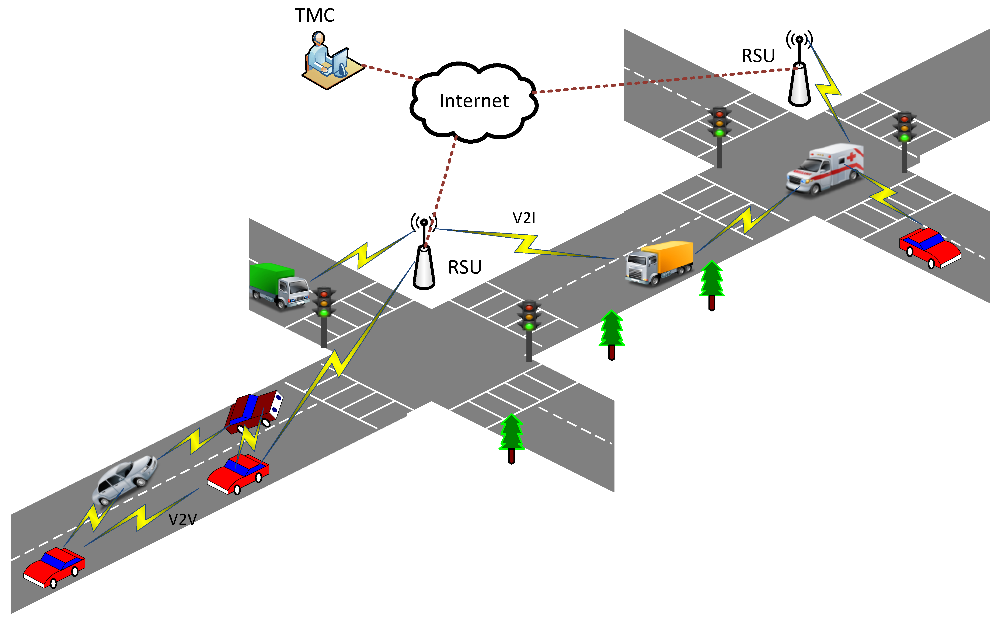 TMC
RSU
Internet
V2I
RSU
V2V